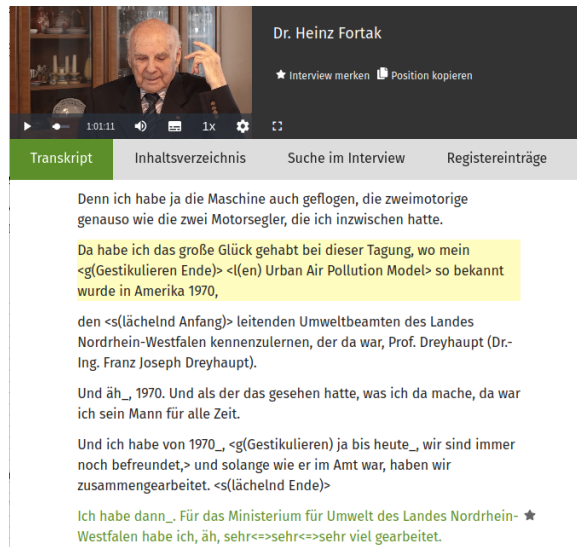 Dr. Heinz Fortak
Interview merken Position kopieren
1:01:11 1x
Transkript Inhaltsverzeichnis Suche im Interview Registereinträge
Denn ich habe ja die Maschine auch geflogen, die zweimotorige
genauso wie die zwei Motorsegler, die ich inzwischen hatte.
Da habe ich das große Glück gehabt bei dieser Tagung, wo mein
<g(Gestikulieren Ende)> <l(en) Urban Air Pollution Model> so bekannt
wurde in Amerika 1970,
den <s(lächelnd Anfang)> leitenden Umweltbeamten des Landes
Nordrhein-Westfalen kennenzulernen, der da war, Prof. Dreyhaupt (Dr.-
Ing. Franz Joseph Dreyhaupt).
Und äh_, 1970. Und als der das gesehen hatte, was ich da mache, da war
ich sein Mann für alle Zeit.
Und ich habe von 1970_, <g(Gestikulieren) ja bis heute_, wir sind immer
noch befreundet,> und solange wie er im Amt war, haben wir
zusammengearbeitet. <s(lächelnd Ende)>
Ich habe dann_. Für das Ministerium für Umwelt des Landes Nordrhein-
Westfalen habe ich, äh, sehr<=>sehr<=>sehr viel gearbeitet.